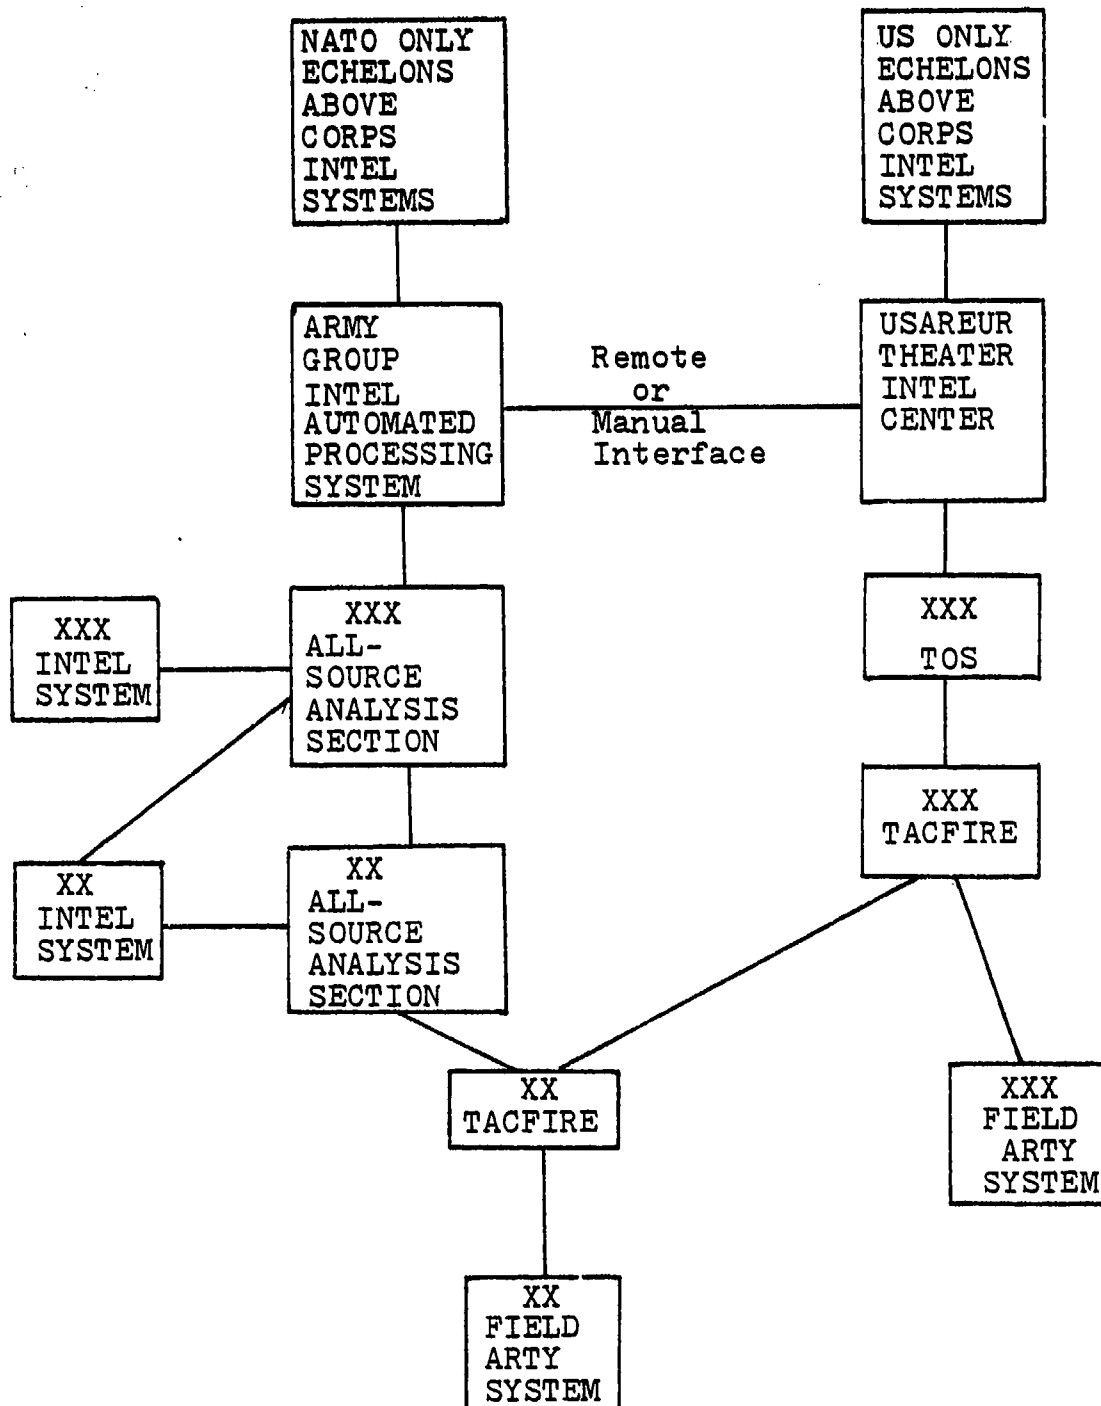 NATO ONLY
ECHELONS
ABOVE
CORPS
INTEL
SYSTEMS
US ONLY
ECHELONS
ABOVE
CORPS
INTEL
SYSTEMS
ARMY
GROUP
INTEL
AUTOMATED
PROCESSING
SYSTEM
Remote
or
Manual
Interface
USAREUR
THEATER
INTEL
CENTER
XXX
INTEL
SYSTEM
XXX
ALL-
SOURCE
ANALYSIS
SECTION
XXX
TOS
XXX
TACFIRE
XX
INTEL
SYSTEM
XX
ALL-
SOURCE
ANALYSIS
SECTION
XX
TACFIRE
XXX
FIELD
ARTY
SYSTEM
XX
FIELD
ARTY
SYSTEM